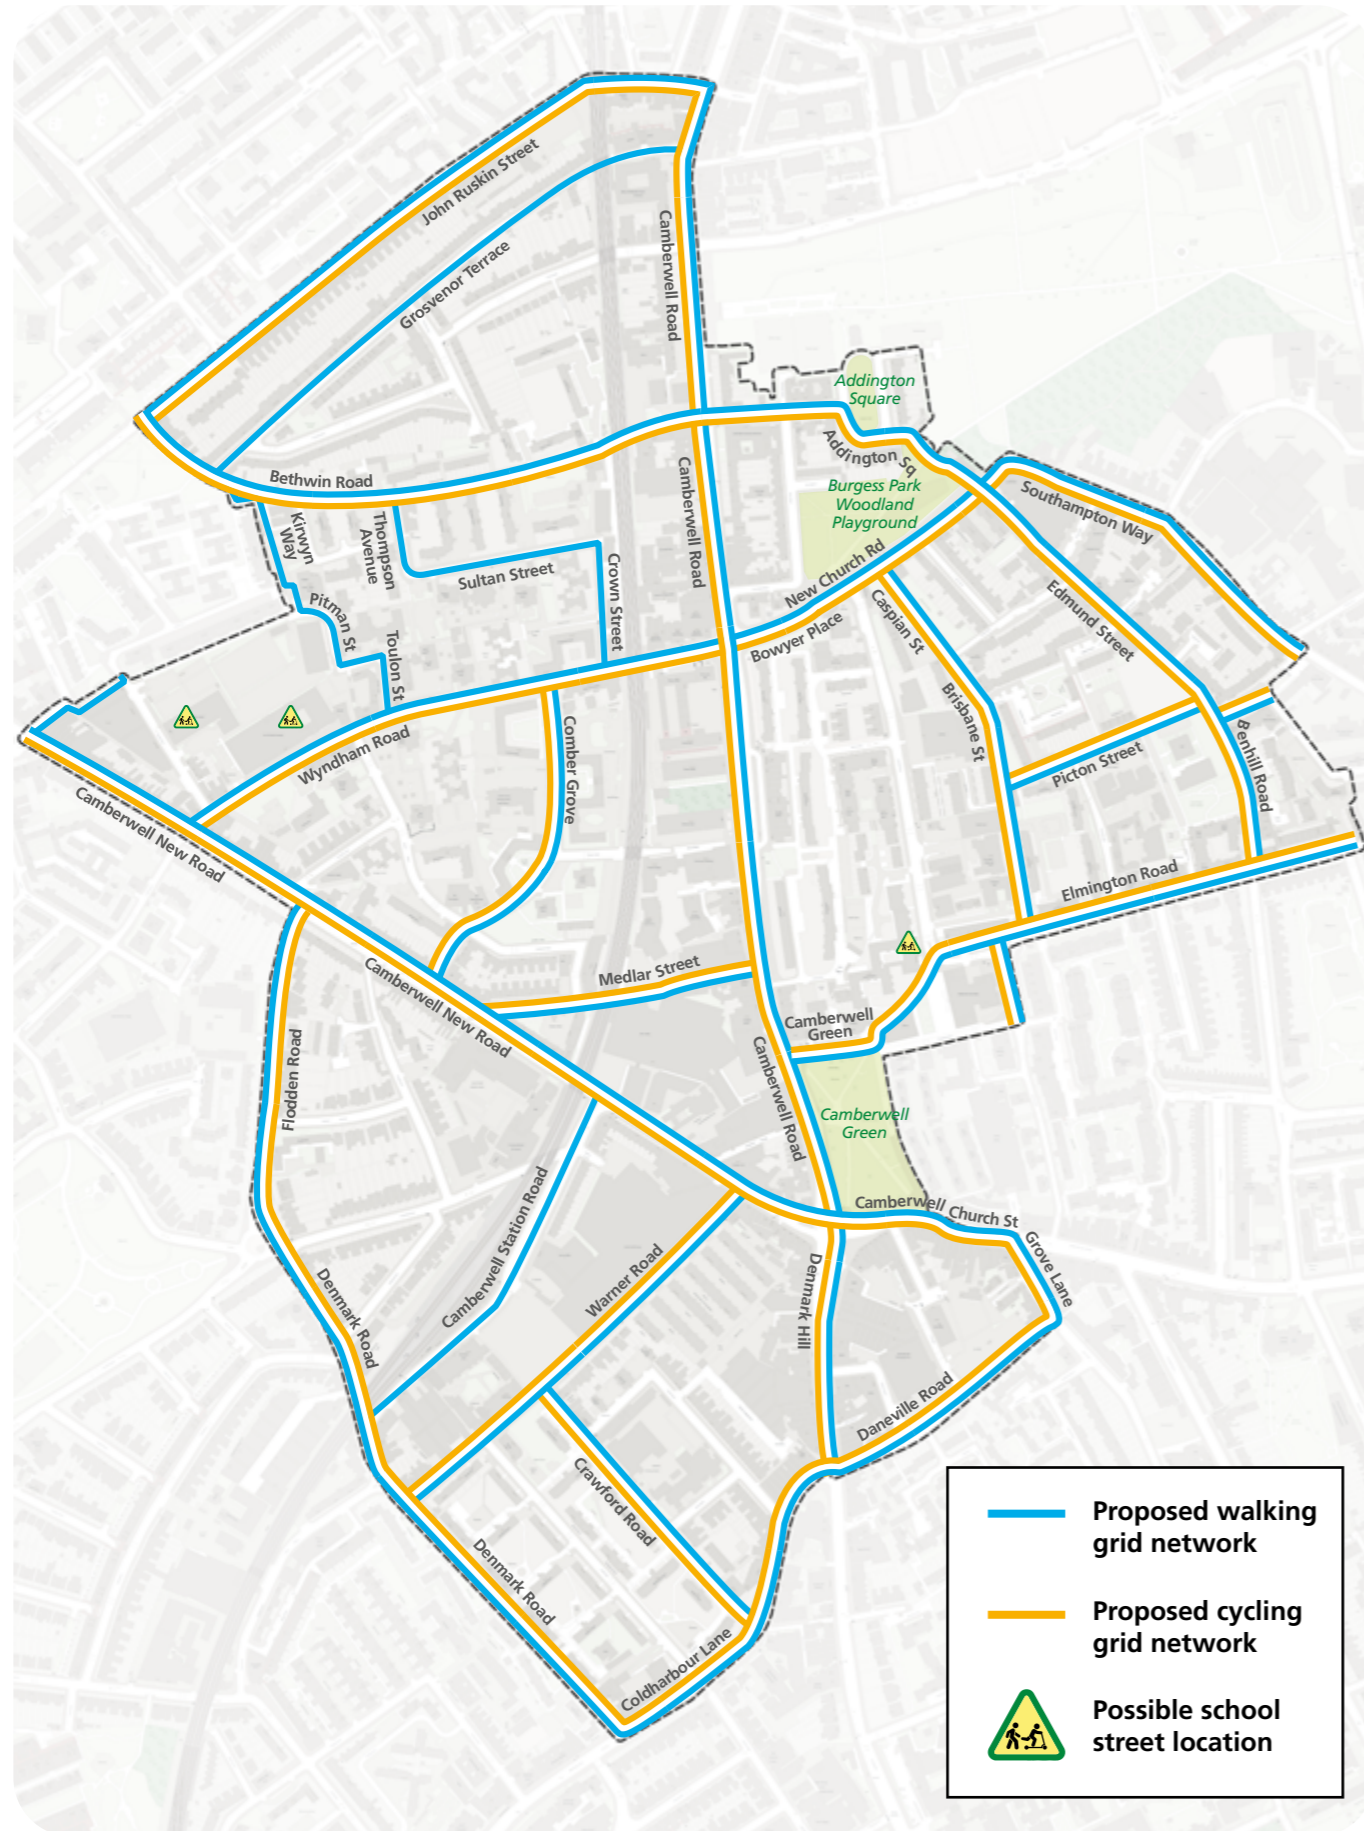 John Ruskin Street
Grosvenor Terrace
Camberwell Road
Addington
Square
Addington Sq
Bethwin Road
Camberwell Road
Burgess Park
Woodland
Playground
Southampton Way
Kirwyn
Way
Thompson
Avenue
Sultan Street
Crown Street
New Church Rd
Bowyer Place
Caspian St
Edmund Street
Pitman St
Toulon St
Brisbane St
Wyndham Road
Comber Grove
Picton Street
Benhill Road
Camberwell New Road
Elmington Road
Medlar Street
Camberwell New Road
Camberwell
Green
Flodden Road
Camberwell Road
Camberwell
Green
Camberwell Church St
Grove Lane
Camberwell Station Road
Warner Road
Denmark Hill
Denmark Road
Daneville Road
Crawford Road
Denmark Road
Coldharbour Lane
Proposed walking
grid network
Proposed cycling
grid network
Possible school
street location